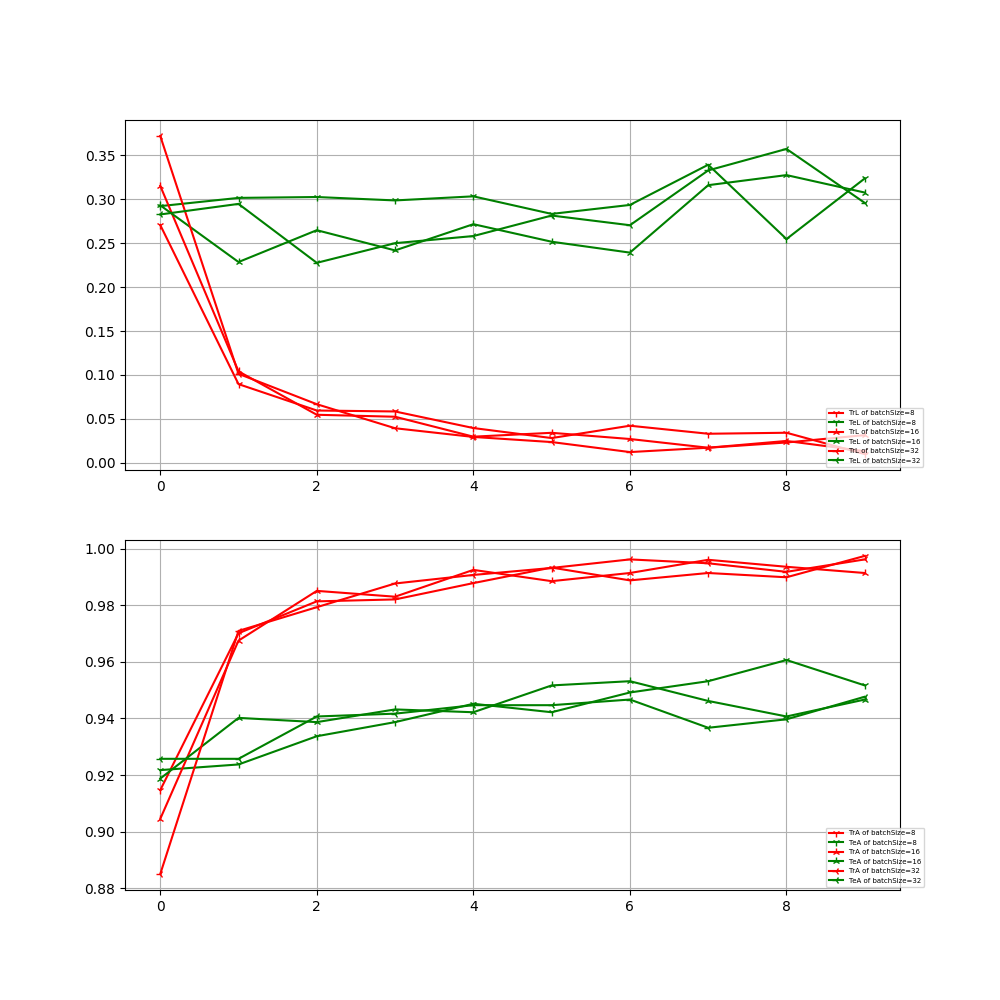 0.35
0.30
0.25
0.20
0.15
0.10
0.05
0.00
0 2 4 6 8
TrL of batchSize=8
TeL of batchSize=8
TrL of batchSize=16
TeL of batchSize=16
TrL of batchSize=32
TeL of batchSize=32
1.00
0.98
0.96
0.94
0.92
0.90
0.88
0 2 4 6 8
TrA of batchSize=8
TeA of batchSize=8
TrA of batchSize=16
TeA of batchSize=16
TrA of batchSize=32
TeA of batchSize=32